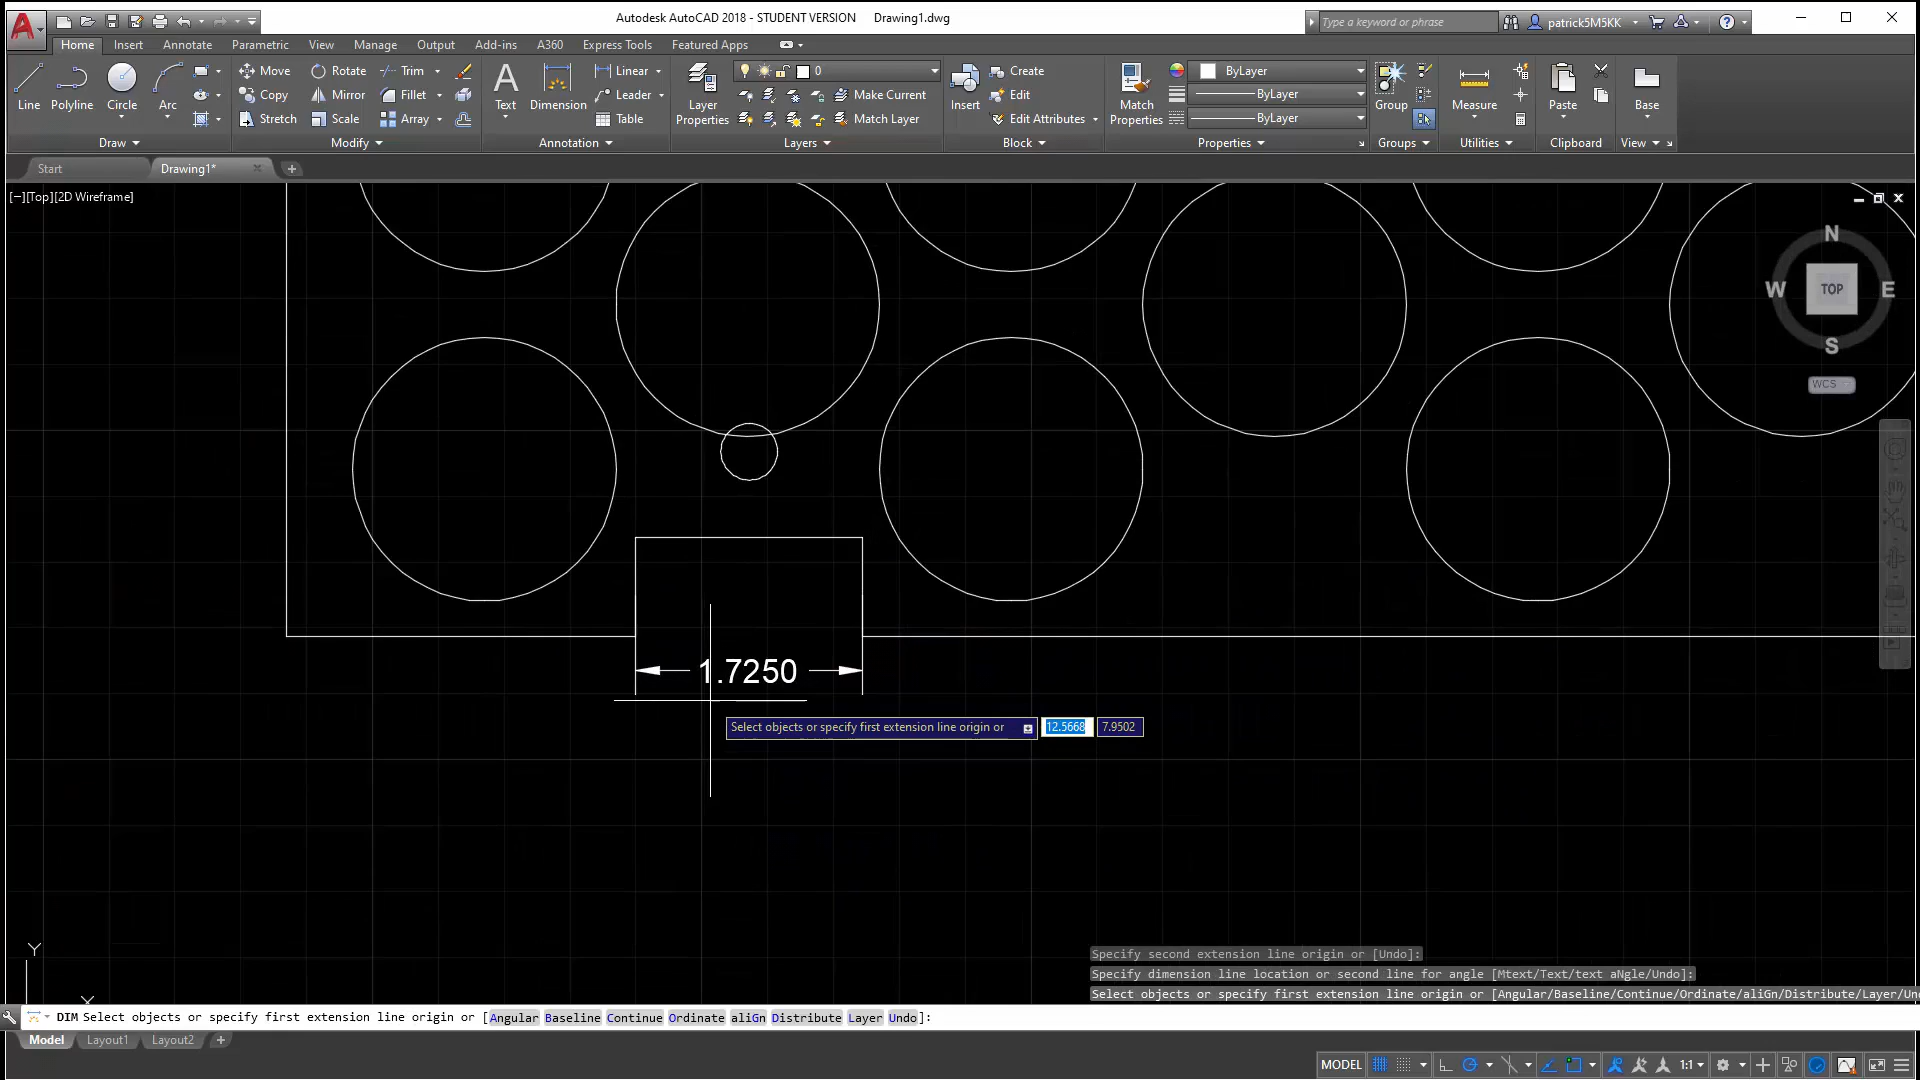 Autodesk AutoCAD 2018 - STUDENT VERSION Drawing1.dwg Type a keyword or phrase patrick5M5KK
Home Insert Annotate Parametric View Manage Output Add-ins A360 Express Tools Featured Apps
Move Rotate Trim Linear 0 Create ByLayer
Copy Mirror Fillet Leader Make Current Edit ByLayer
Stretch Scale Array Table Match Layer Edit Attributes ByLayer
Line Polyline Circle Arc Text Dimension Layer Properties Insert Match Properties Group Measure Paste Base
Draw Modify Annotation Layers Block Properties Groups Utilities Clipboard View
Start Drawing1*
[−][Top][2D Wireframe]
N
W TOP E
S
WCS
1.7250
Select objects or specify first extension line origin or 12.5668 7.9502
Y
X
Specify second extension line origin or [Undo]:
Specify dimension line location or second line for angle [Mtext/Text/text aNgle/Undo]:
Select objects or specify first extension line origin or [Angular/Baseline/Continue/Ordinate/aliGn/Distribute/Layer/Und
DIM Select objects or specify first extension line origin or [Angular Baseline Continue Ordinate aliGn Distribute Layer Undo]:
Model Layout1 Layout2 +
MODEL 1:1